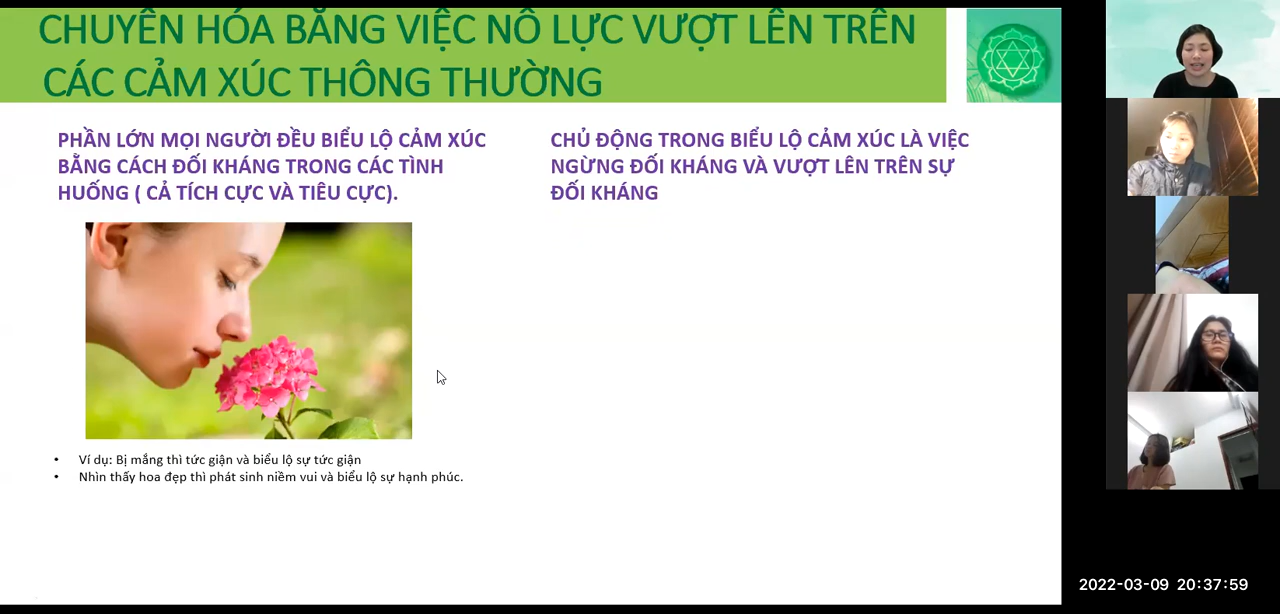 CHUYỂN HÓA BẰNG VIỆC NỖ LỰC VƯỢT LÊN TRÊN
CÁC CẢM XÚC THÔNG THƯỜNG
PHẦN LỚN MỌI NGƯỜI ĐỀU BIỂU LỘ CẢM XÚC
BẰNG CÁCH ĐỐI KHÁNG TRONG CÁC TÌNH
HUỐNG ( CẢ TÍCH CỰC VÀ TIÊU CỰC).
CHỦ ĐỘNG TRONG BIỂU LỘ CẢM XÚC LÀ VIỆC
NGỪNG ĐỐI KHÁNG VÀ VƯỢT LÊN TRÊN SỰ
ĐỐI KHÁNG
• Ví dụ: Bị mắng thì tức giận và biểu lộ sự tức giận
• Nhìn thấy hoa đẹp thì phát sinh niềm vui và biểu lộ sự hạnh phúc.
2022-03-09 20:37:59